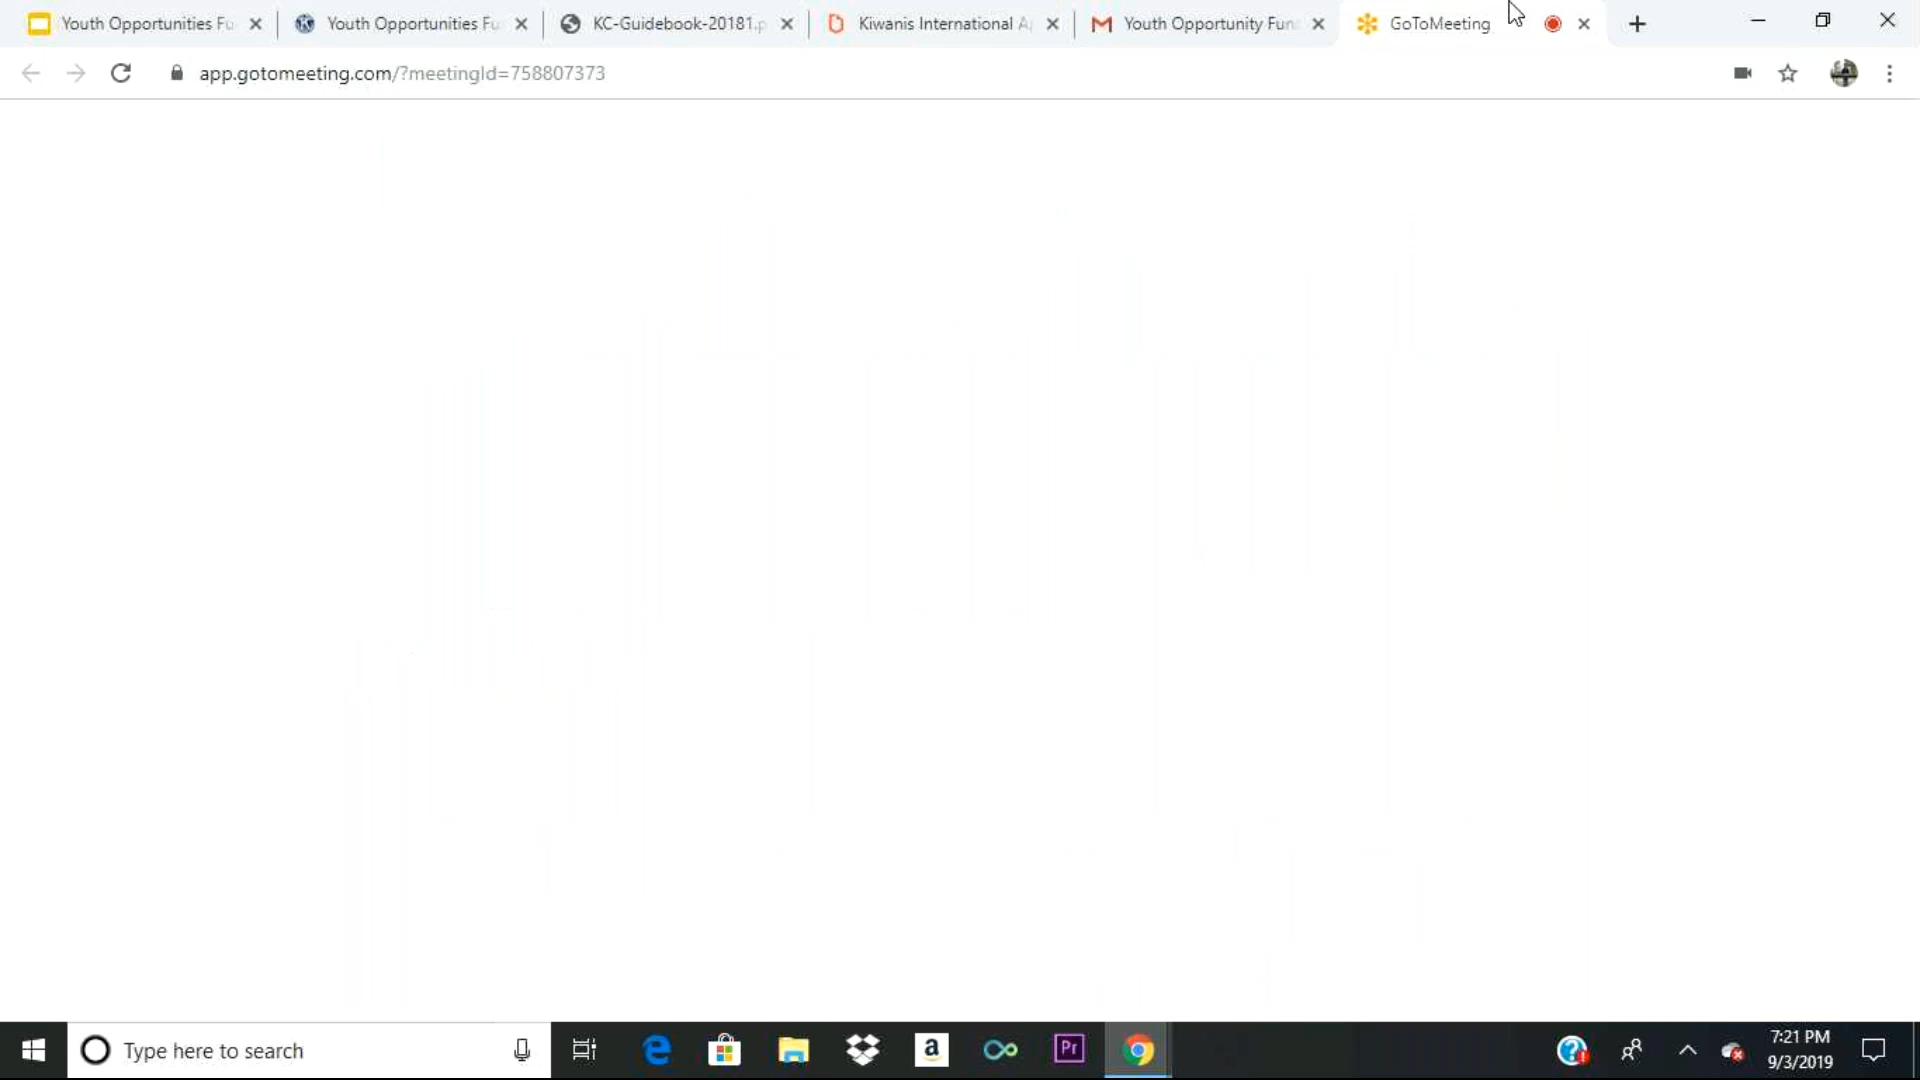 Youth Opportunities Fu
Youth Opportunities Fu
KC-Guidebook-20181.p
Kiwanis International A
Youth Opportunity Fun
GoToMeeting
app.gotomeeting.com/?meetingId=758807373
Type here to search
a
Pr
7:21 PM
9/3/2019